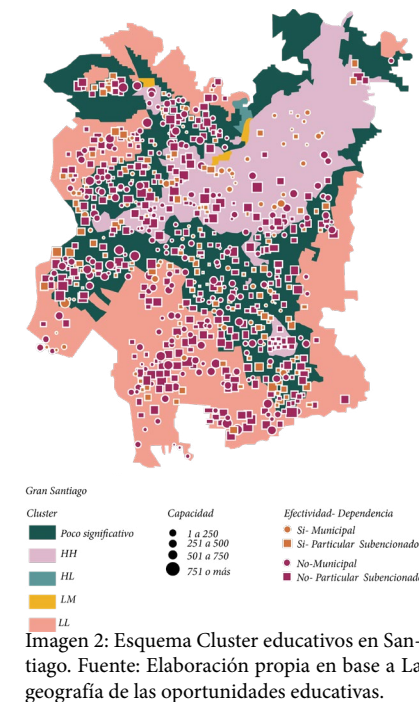 Gran Santiago
Cluster
Poco significativo
HH
HL
LM
LL
Capacidad
1 a 250
251 a 500
501 a 750
751 o más
Efectividad- Dependencia
Si- Municipal
Si- Particular Subencionado
No-Municipal
No- Particular Subencionado
Imagen 2: Esquema Cluster educativos en San-
tiago. Fuente: Elaboración propia en base a La
geografía de las oportunidades educativas.